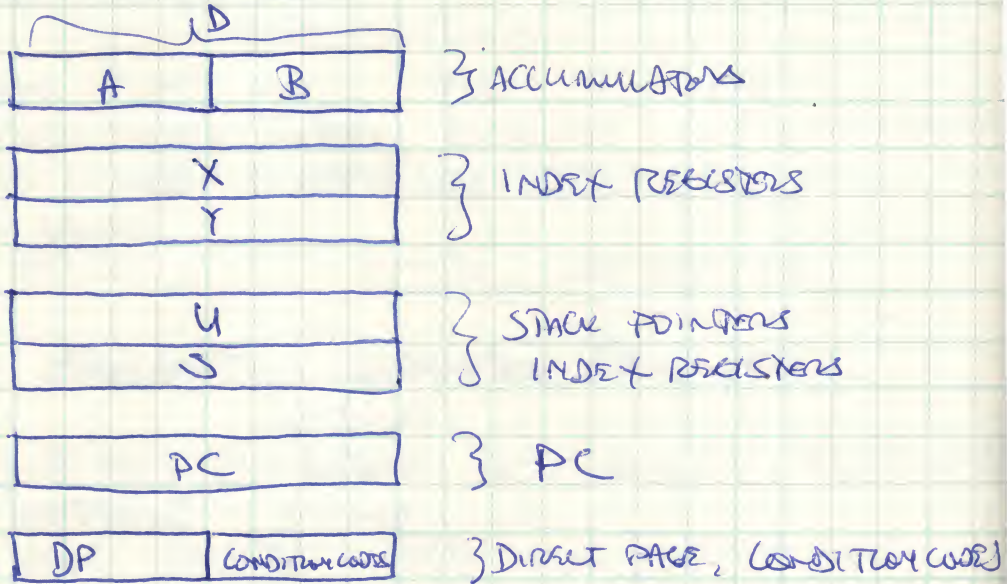 D
A B } ACCUMULATORS
X } INDEX REGISTERS
Y
U } STACK POINTERS
S INDEX REGISTERS
PC } PC
DP CONDITION CODES } DIRECT PAGE, CONDITION CODES